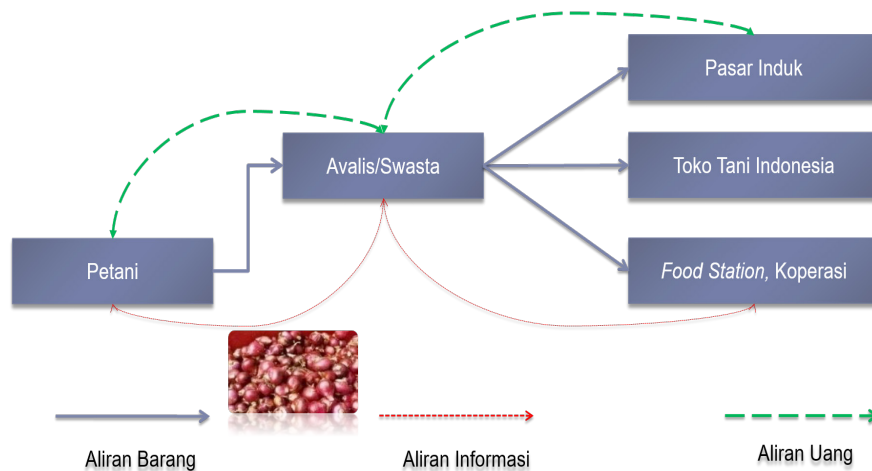 Pasar Induk
Avalis/Swasta
Toko Tani Indonesia
Petani
Food Station, Koperasi
Aliran Barang
Aliran Informasi
Aliran Uang